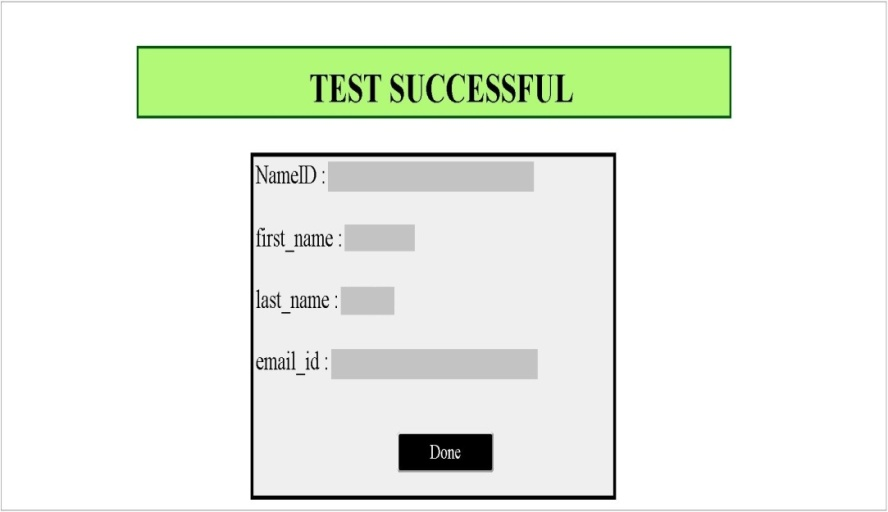 TEST SUCCESSFUL
NameID :
first_name :
last_name :
email_id :
Done